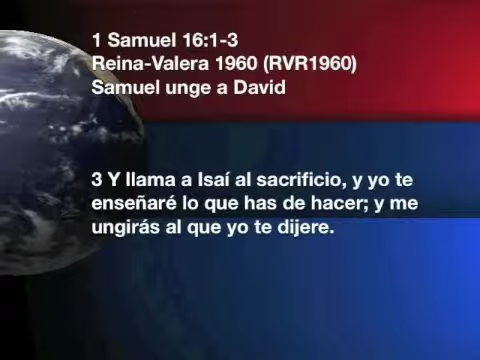 1 Samuel 16:1-3
Reina-Valera 1960 (RVR1960)
Samuel unge a David
3 Y llama a Isaí al sacrificio, y yo te
enseñaré lo que has de hacer; y me
ungirás al que yo te dijere.